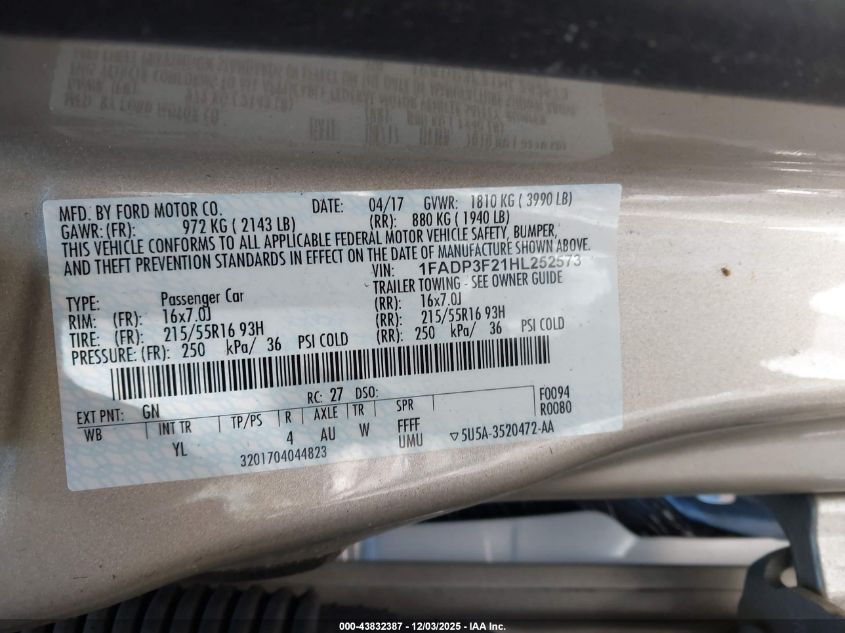 MFD. BY FORD MOTOR CO. DATE: 04/17 GVWR: 1810 KG ( 3990 LB)
GAWR: (FR): 972 KG ( 2143 LB) (RR): 880 KG ( 1940 LB)
THIS VEHICLE CONFORMS TO ALL APPLICABLE FEDERAL MOTOR VEHICLE SAFETY, BUMPER,
AND THEFT PREVENTION STANDARDS IN EFFECT ON THE DATE OF MANUFACTURE SHOWN ABOVE.
VIN: 1FADP3F21HL252573
TYPE: Passenger Car TRAILER TOWING - SEE OWNER GUIDE
RIM: (FR): 16x7.0J (RR): 16x7.0J
TIRE: (FR): 215/55R16 93H (RR): 215/55R16 93H
PRESSURE: (FR): 250 kPa/ 36 PSI COLD (RR): 250 kPa/ 36 PSI COLD
EXT PNT: GN RC: 27 DSO: F0094
WB INT TR TP/PS R AXLE TR SPR R0080
YL 4 AU W FFFF
UMU ▽5U5A-3520472-AA
3201704044823
000-43832387 - 12/03/2025 - IAA Inc.